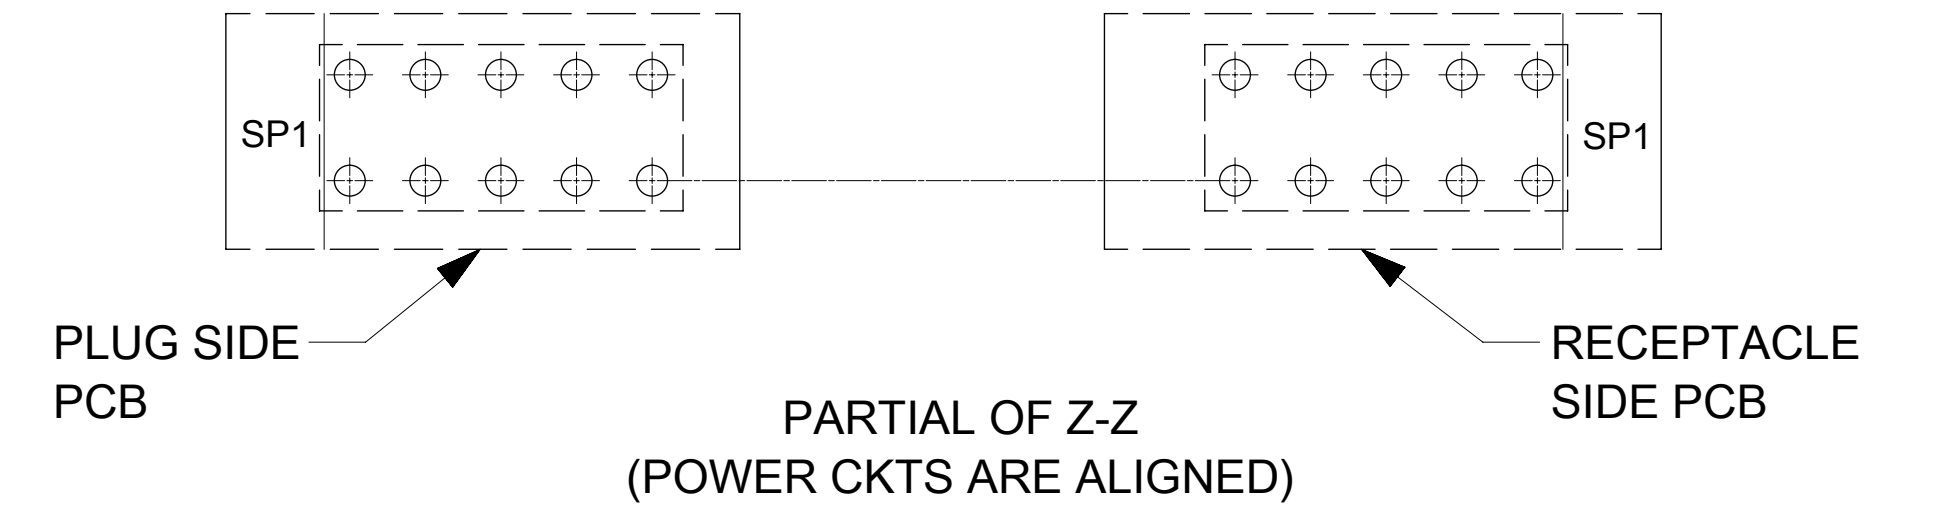 SP1
SP1
PLUG SIDE
PCB
RECEPTACLE
SIDE PCB
PARTIAL OF Z-Z
(POWER CKTS ARE ALIGNED)